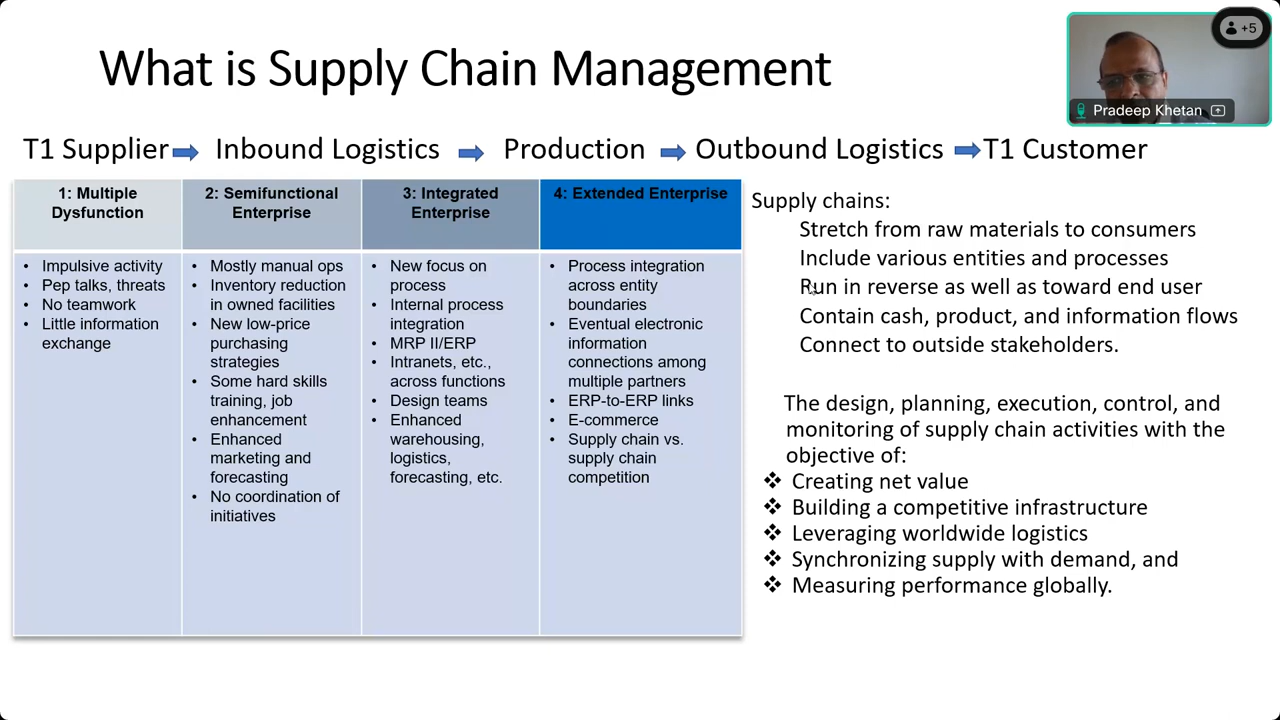 What is Supply Chain Management
+5
Pradeep Khetan
T1 Supplier Inbound Logistics Production Outbound Logistics T1 Customer
1: Multiple
Dysfunction
• Impulsive activity
• Pep talks, threats
• No teamwork
• Little information
exchange
2: Semifunctional
Enterprise
• Mostly manual ops
• Inventory reduction
in owned facilities
• New low-price
purchasing
strategies
• Some hard skills
training, job
enhancement
• Enhanced
marketing and
forecasting
• No coordination of
initiatives
3: Integrated
Enterprise
• New focus on
process
• Internal process
integration
• MRP II/ERP
• Intranets, etc.,
across functions
• Design teams
• Enhanced
warehousing,
logistics,
forecasting, etc.
4: Extended Enterprise
• Process integration
across entity
boundaries
• Eventual electronic
information
connections among
multiple partners
• ERP-to-ERP links
• E-commerce
• Supply chain vs.
supply chain
competition
Supply chains:
Stretch from raw materials to consumers
Include various entities and processes
Run in reverse as well as toward end user
Contain cash, product, and information flows
Connect to outside stakeholders.
The design, planning, execution, control, and
monitoring of supply chain activities with the
objective of:
❖ Creating net value
❖ Building a competitive infrastructure
❖ Leveraging worldwide logistics
❖ Synchronizing supply with demand, and
❖ Measuring performance globally.